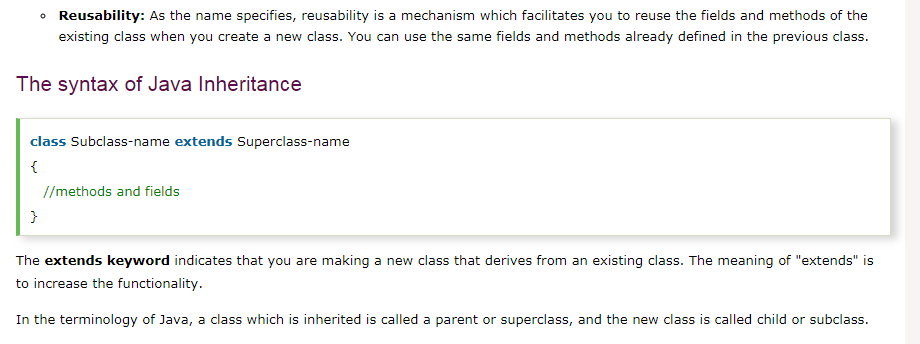 Reusability: As the name specifies, reusability is a mechanism which facilitates you to reuse the fields and methods of the
existing class when you create a new class. You can use the same fields and methods already defined in the previous class.
The syntax of Java Inheritance
class Subclass-name extends Superclass-name
{
//methods and fields
}
The extends keyword indicates that you are making a new class that derives from an existing class. The meaning of "extends" is
to increase the functionality.
In the terminology of Java, a class which is inherited is called a parent or superclass, and the new class is called child or subclass.